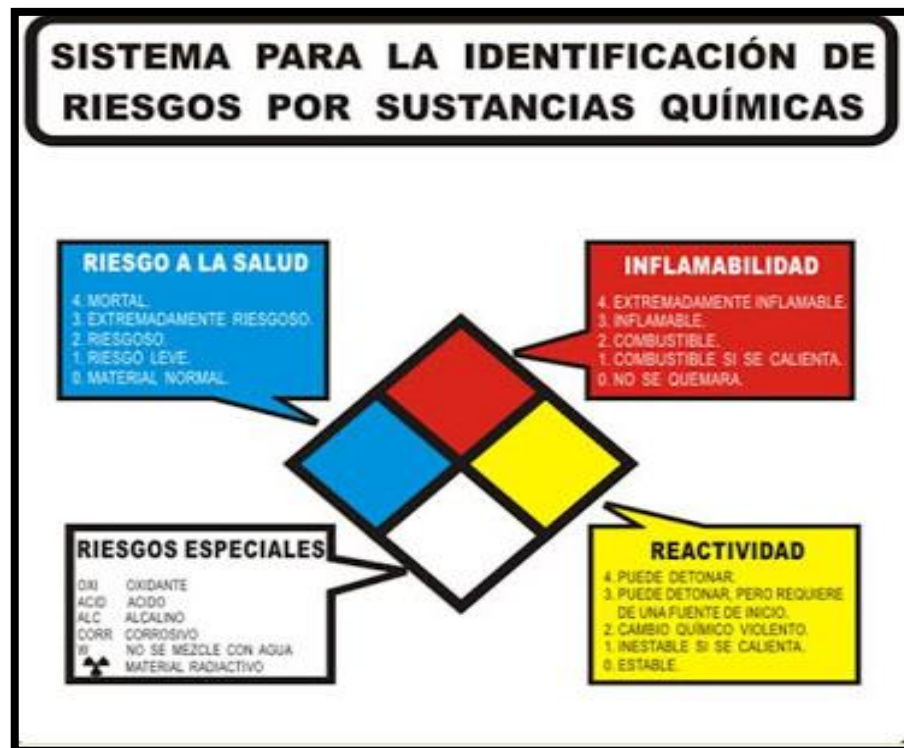 SISTEMA PARA LA IDENTIFICACIÓN DE
RIESGOS POR SUSTANCIAS QUÍMICAS
RIESGO A LA SALUD
4. MORTAL.
3. EXTREMADAMENTE RIESGOSO.
2. RIESGOSO.
1. RIESGO LEVE.
0. MATERIAL NORMAL.
INFLAMABILIDAD
4. EXTREMADAMENTE INFLAMABLE.
3. INFLAMABLE.
2. COMBUSTIBLE.
1. COMBUSTIBLE SI SE CALIENTA.
0. NO SE QUEMARA.
RIESGOS ESPECIALES
OXI OXIDANTE
ACID ACIDO
ALC ALCALINO
CORR CORROSIVO
W NO SE MEZCLE CON AGUA
MATERIAL RADIACTIVO
REACTIVIDAD
4. PUEDE DETONAR.
3. PUEDE DETONAR, PERO REQUIERE
DE UNA FUENTE DE INICIO.
2. CAMBIO QUÍMICO VIOLENTO.
1. INESTABLE SI SE CALIENTA.
0. ESTABLE.